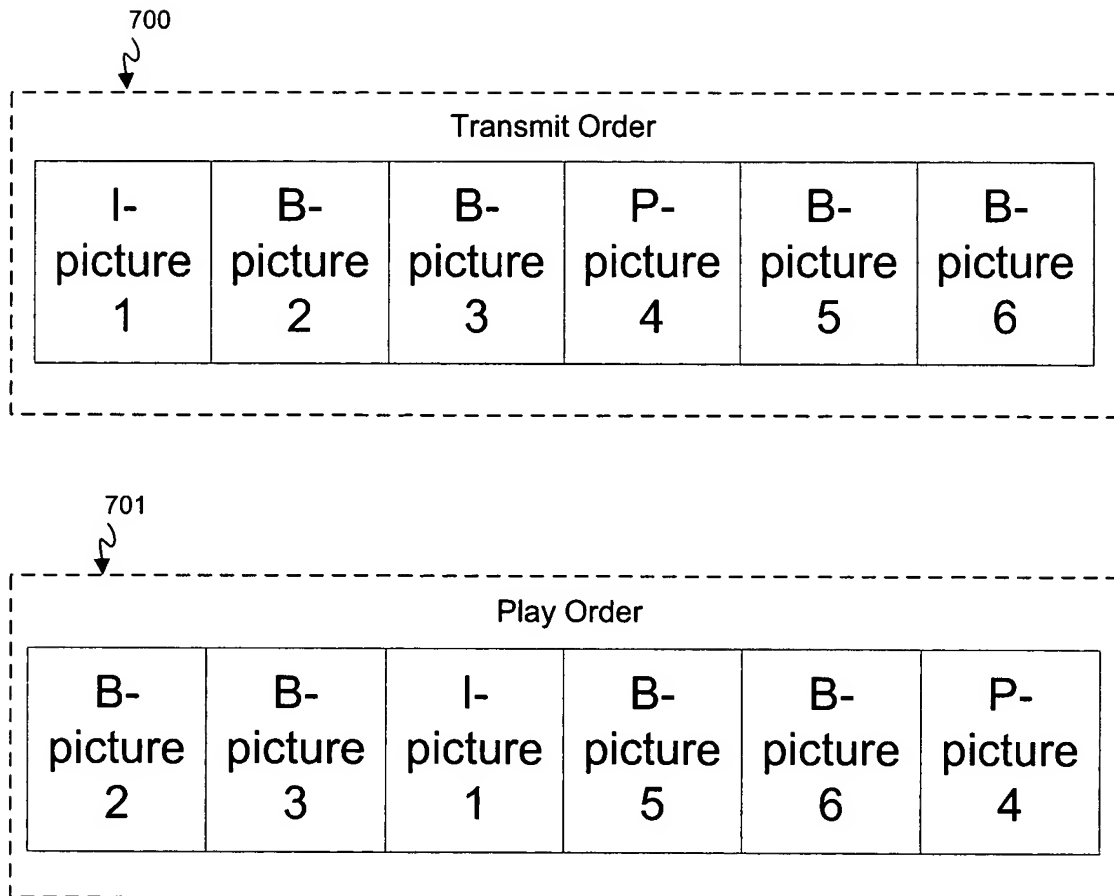 700
Transmit Order
I-
picture
1
B-
picture
2
B-
picture
3
P-
picture
4
B-
picture
5
B-
picture
6
701
Play Order
B-
picture
2
B-
picture
3
I-
picture
1
B-
picture
5
B-
picture
6
P-
picture
4